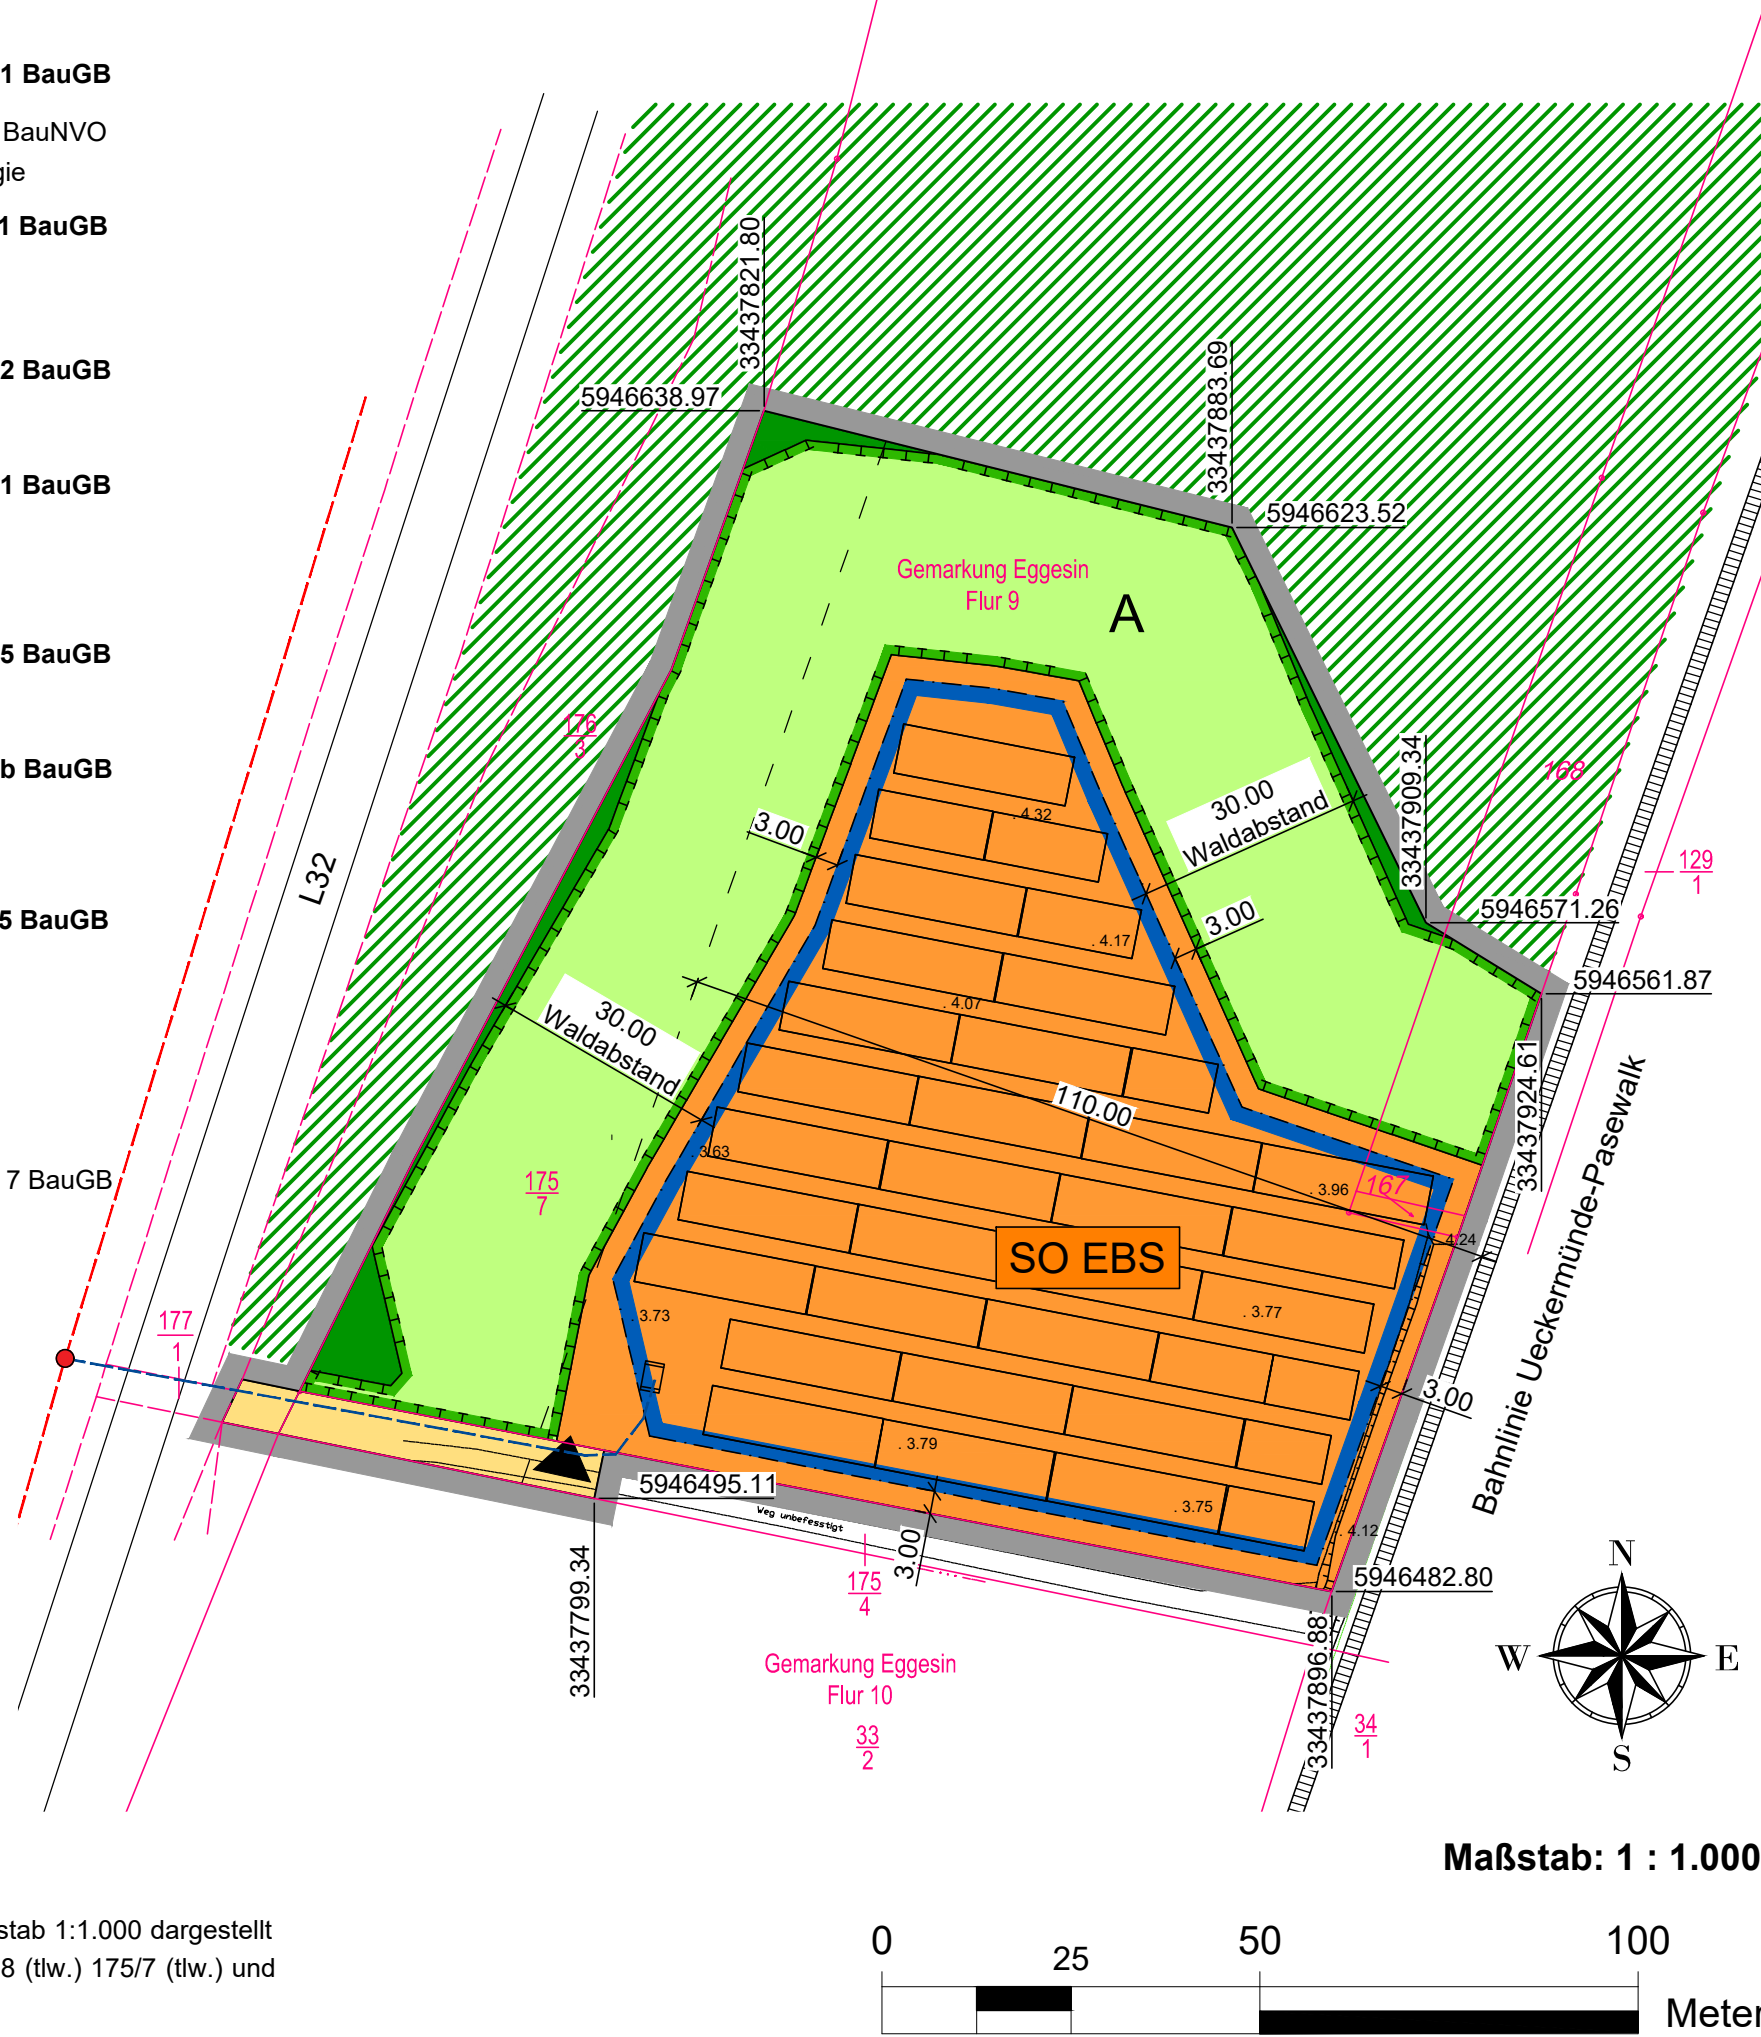 1 BauGB
BauNVO
gie
1 BauGB
2 BauGB
1 BauGB
5 BauGB
b BauGB
5 BauGB
7 BauGB
33437821.80
5946638.97
33437883.69
5946623.52
Gemarkung Eggesin
Flur 9
A
176
3
33437909.34
168
129
1
5946571.26
5946561.87
33437924.61
30.00
Waldabstand
3.00
3.00
L32
4.32
4.17
4.07
30.00
Waldabstand
110.00
3.63
175
7
3.96
167
4.24
SO EBS
3.77
3.73
177
1
3.00
Bahnlinie Ueckermünde-Pasewalk
3.79
3.75
4.12
5946495.11
Weg unbefesstigt
33437799.34
3.00
175
4
5946482.80
33437896.88
Gemarkung Eggesin
Flur 10
33
2
34
1
N
W
E
S
Maßstab: 1 : 1.000
stab 1:1.000 dargestellt
8 (tlw.) 175/7 (tlw.) und
0
25
50
100
Meter